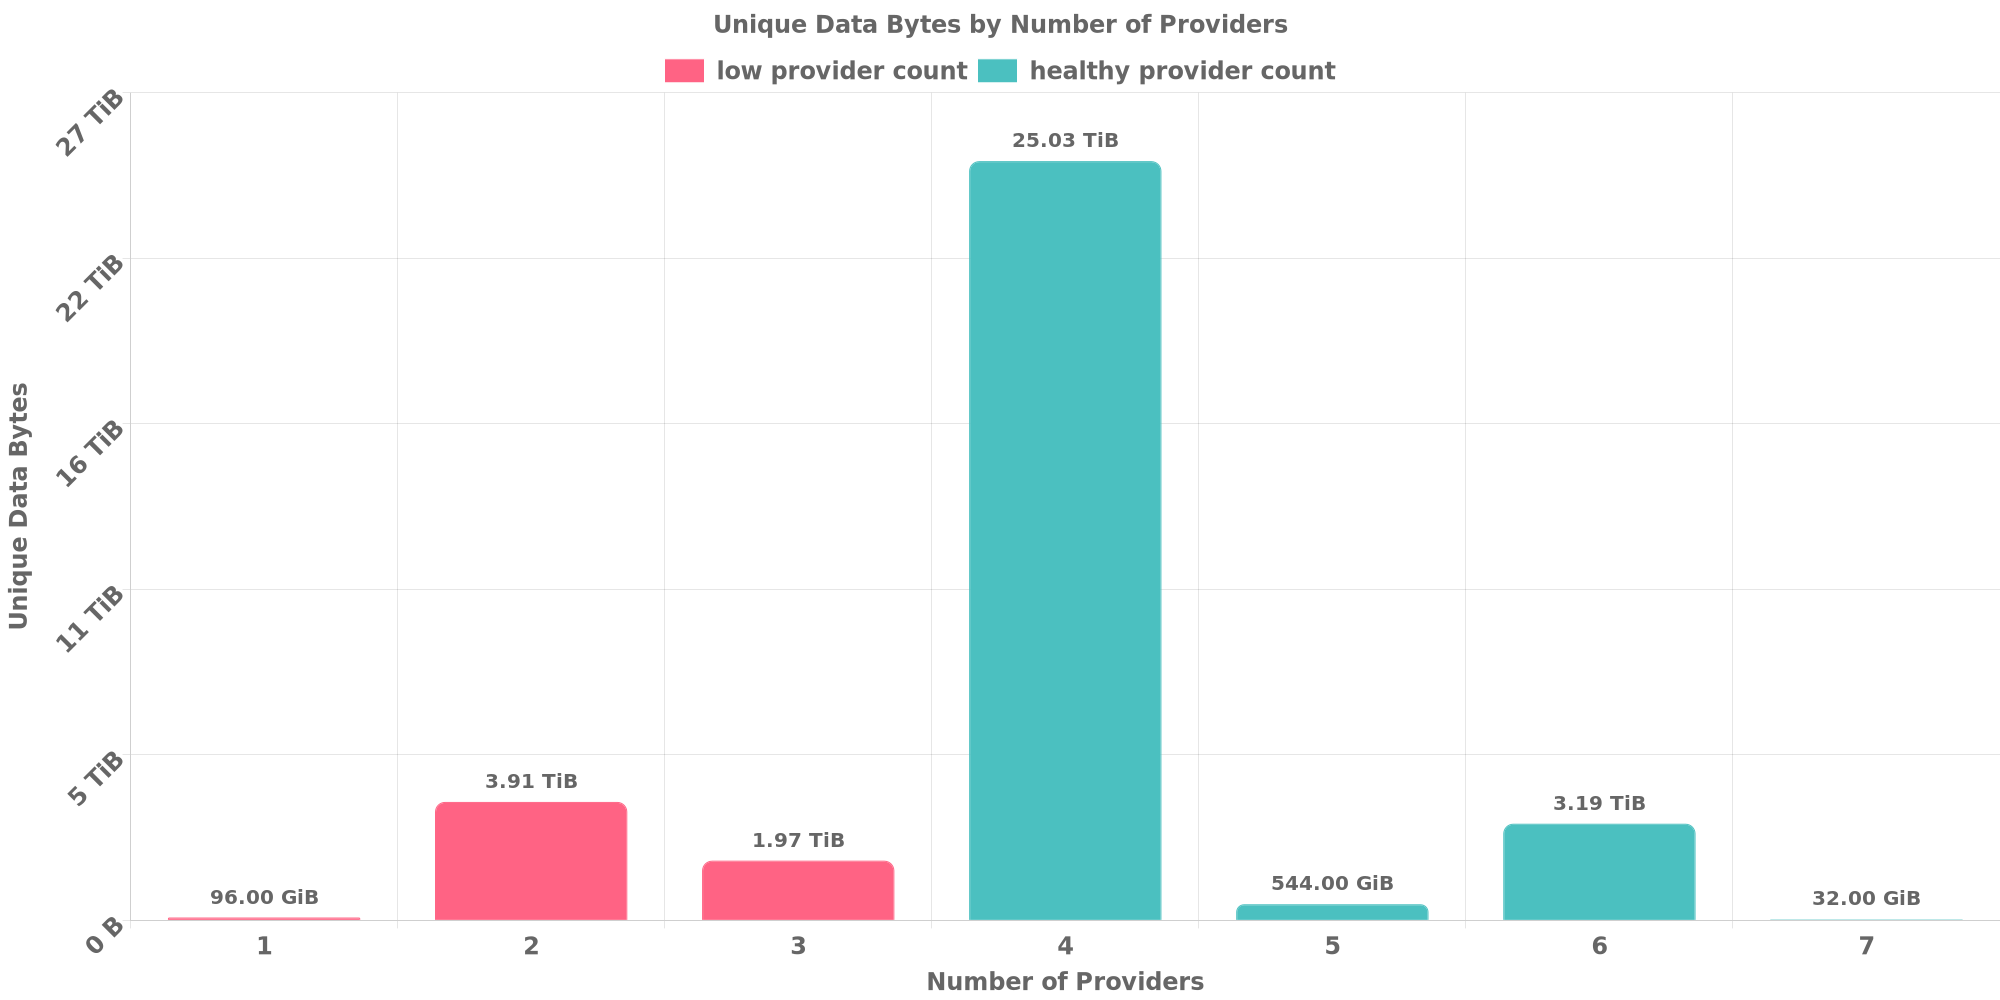 Unique Data Bytes by Number of Providers
low provider count healthy provider count
27 TiB
22 TiB
16 TiB
11 TiB
5 TiB
0 B
Unique Data Bytes
96.00 GiB
3.91 TiB
1.97 TiB
25.03 TiB
544.00 GiB
3.19 TiB
32.00 GiB
1 2 3 4 5 6 7
Number of Providers